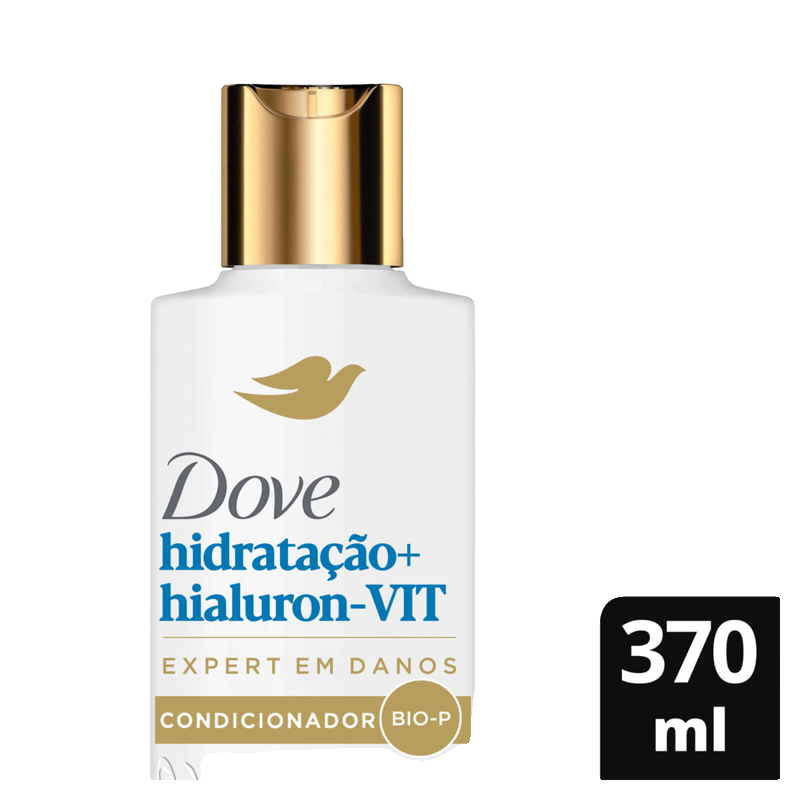 Dove
hidratação+
hialuron-VIT
EXPERT EM DANOS
CONDICIONADOR BIO-P
370
ml